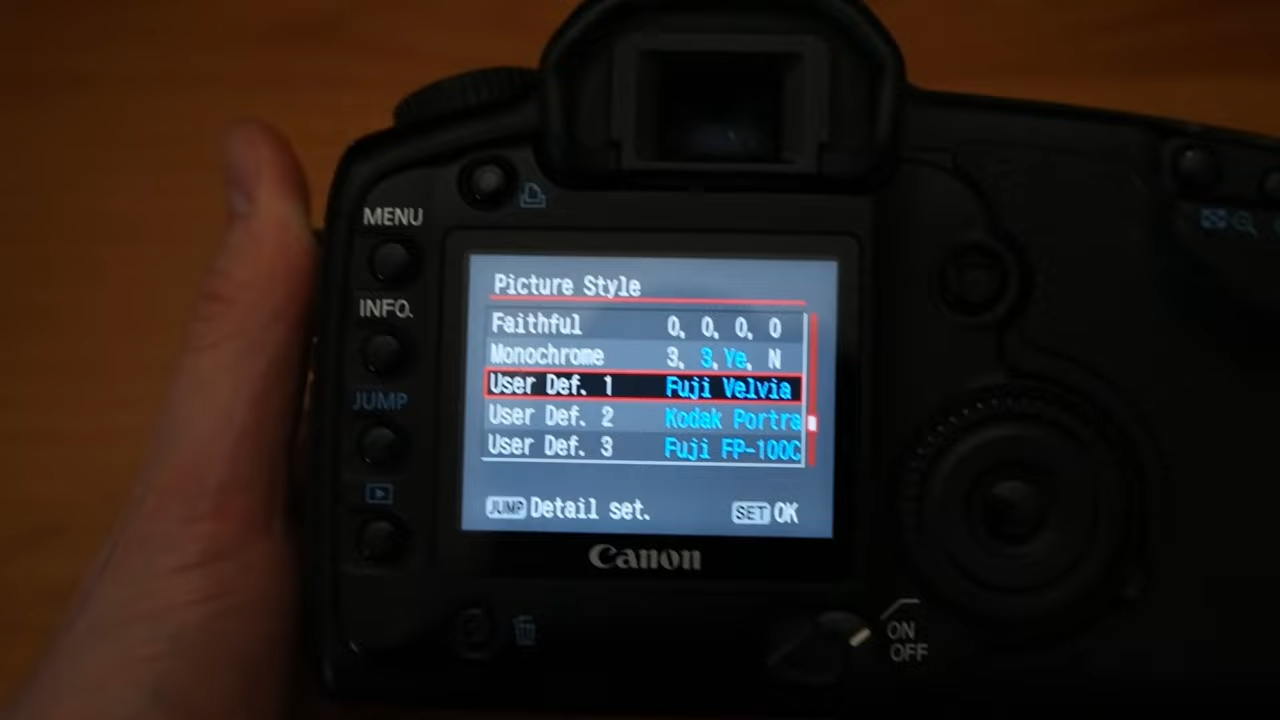 MENU
INFO.
JUMP
Picture Style
Faithful 0, 0, 0, 0
Monochrome 3, 3, Ye, N
User Def. 1 Fuji Velvia
User Def. 2 Kodak Portra
User Def. 3 Fuji FP-100C
JUMP Detail set. SET OK
Canon
ON
OFF